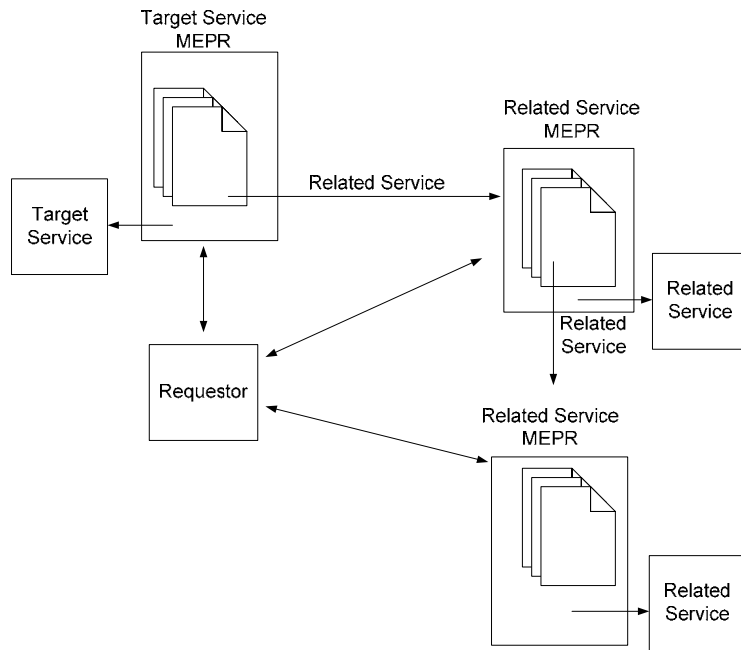 Target Service
MEPR
Related Service
MEPR
Related Service
Target
Service
Related
Service
Related
Service
Requestor
Related Service
MEPR
Related
Service